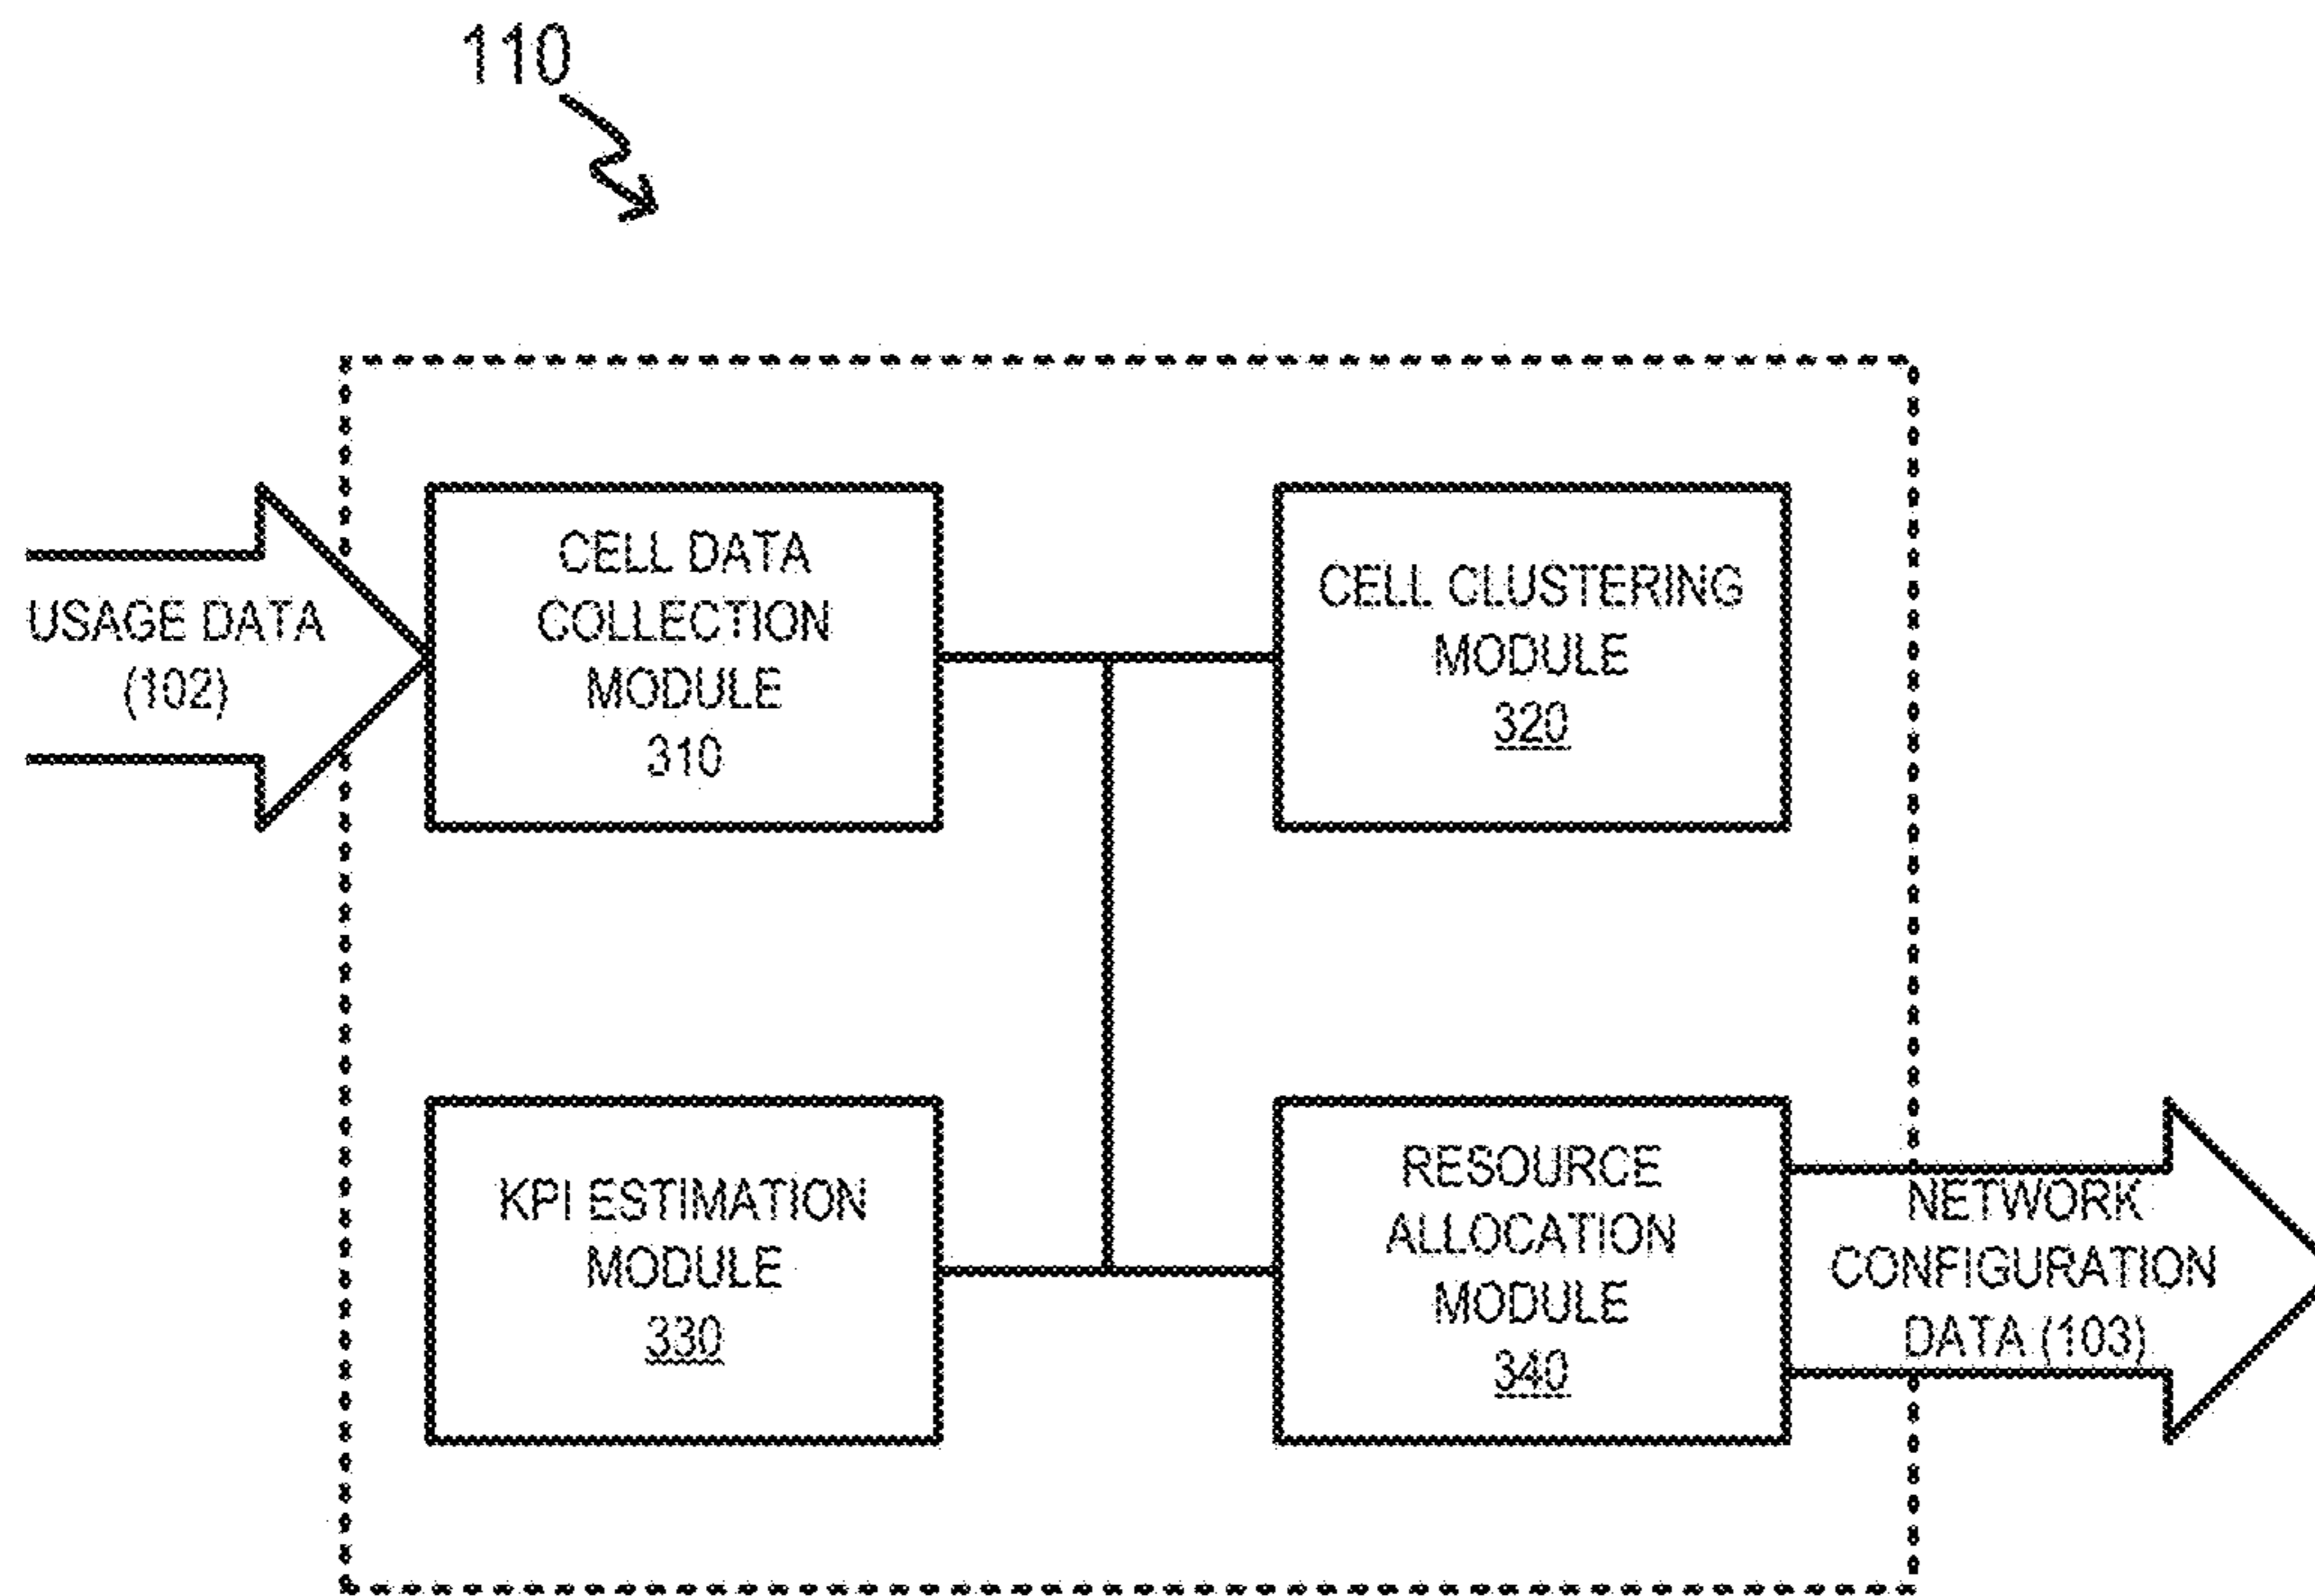 110
USAGE DATA
(102)
CELL DATA
COLLECTION
MODULE
310
CELL CLUSTERING
MODULE
320
KPI ESTIMATION
MODULE
330
RESOURCE
ALLOCATION
MODULE
340
NETWORK
CONFIGURATION
DATA (103)